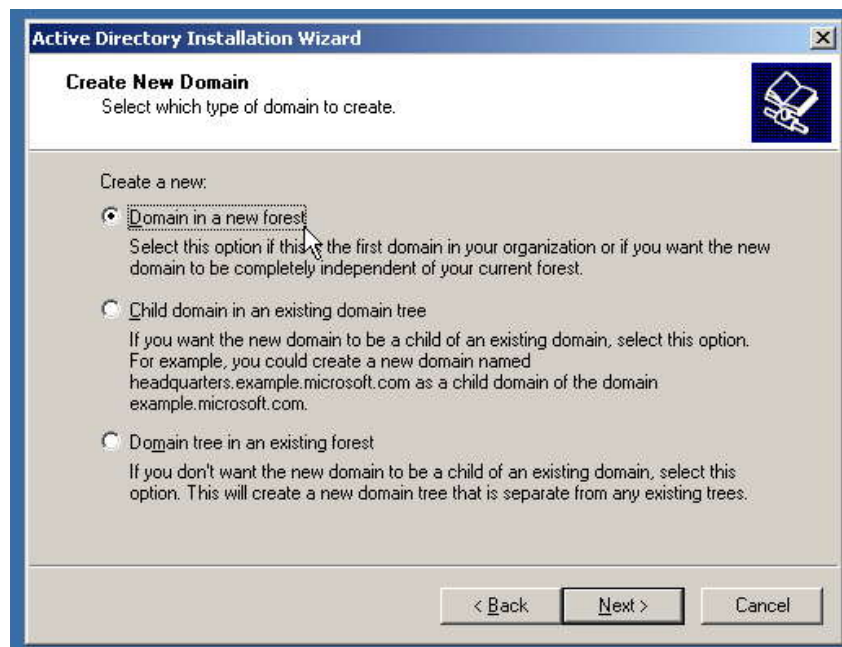 Active Directory Installation Wizard
Create New Domain
Select which type of domain to create.
Create a new:
Domain in a new forest
Select this option if this is the first domain in your organization or if you want the new
domain to be completely independent of your current forest.
Child domain in an existing domain tree
If you want the new domain to be a child of an existing domain, select this option.
For example, you could create a new domain named
headquarters.example.microsoft.com as a child domain of the domain
example.microsoft.com.
Domain tree in an existing forest
If you don't want the new domain to be a child of an existing domain, select this
option. This will create a new domain tree that is separate from any existing trees.
< Back Next > Cancel